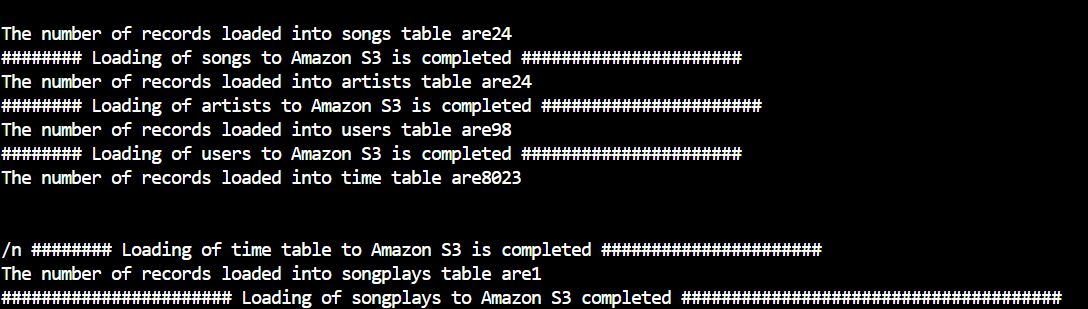 The number of records loaded into songs table are24
######## Loading of songs to Amazon S3 is completed ######################
The number of records loaded into artists table are24
######## Loading of artists to Amazon S3 is completed ######################
The number of records loaded into users table are98
######## Loading of users to Amazon S3 is completed ######################
The number of records loaded into time table are8023
/n ######## Loading of time table to Amazon S3 is completed ######################
The number of records loaded into songplays table are1
####################### Loading of songplays to Amazon S3 completed ######################################